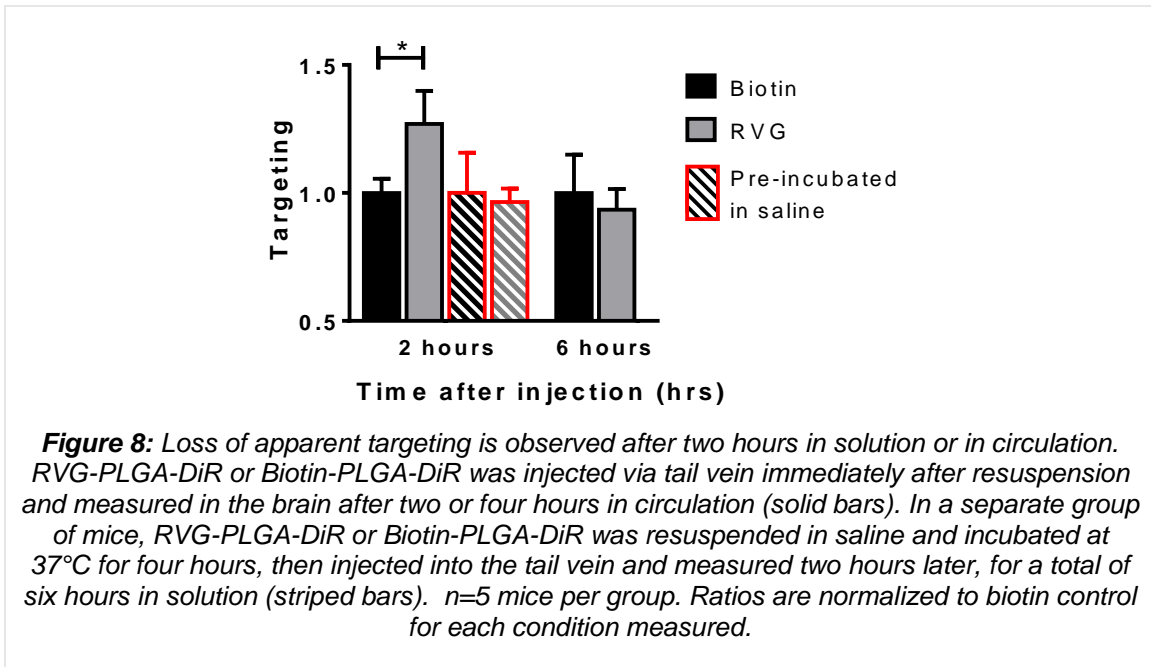 *
1.5
1.0
0.5
Targeting
Biotin
RVG
Pre-incubated
in saline
2 hours
6 hours
Time after injection (hrs)
Figure 8: Loss of apparent targeting is observed after two hours in solution or in circulation.
RVG-PLGA-DiR or Biotin-PLGA-DiR was injected via tail vein immediately after resuspension
and measured in the brain after two or four hours in circulation (solid bars). In a separate group
of mice, RVG-PLGA-DiR or Biotin-PLGA-DiR was resuspended in saline and incubated at
37°C for four hours, then injected into the tail vein and measured two hours later, for a total of
six hours in solution (striped bars). n=5 mice per group. Ratios are normalized to biotin control
for each condition measured.